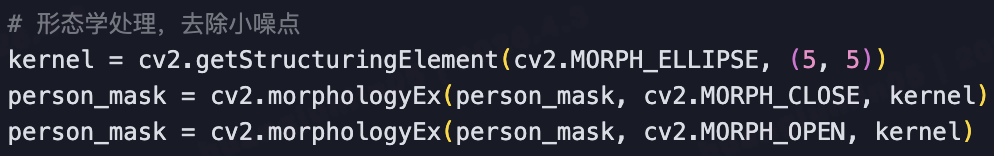 # 形态学处理，去除小噪点
kernel = cv2.getStructuringElement(cv2.MORPH_ELLIPSE, (5, 5))
person_mask = cv2.morphologyEx(person_mask, cv2.MORPH_CLOSE, kernel)
person_mask = cv2.morphologyEx(person_mask, cv2.MORPH_OPEN, kernel)